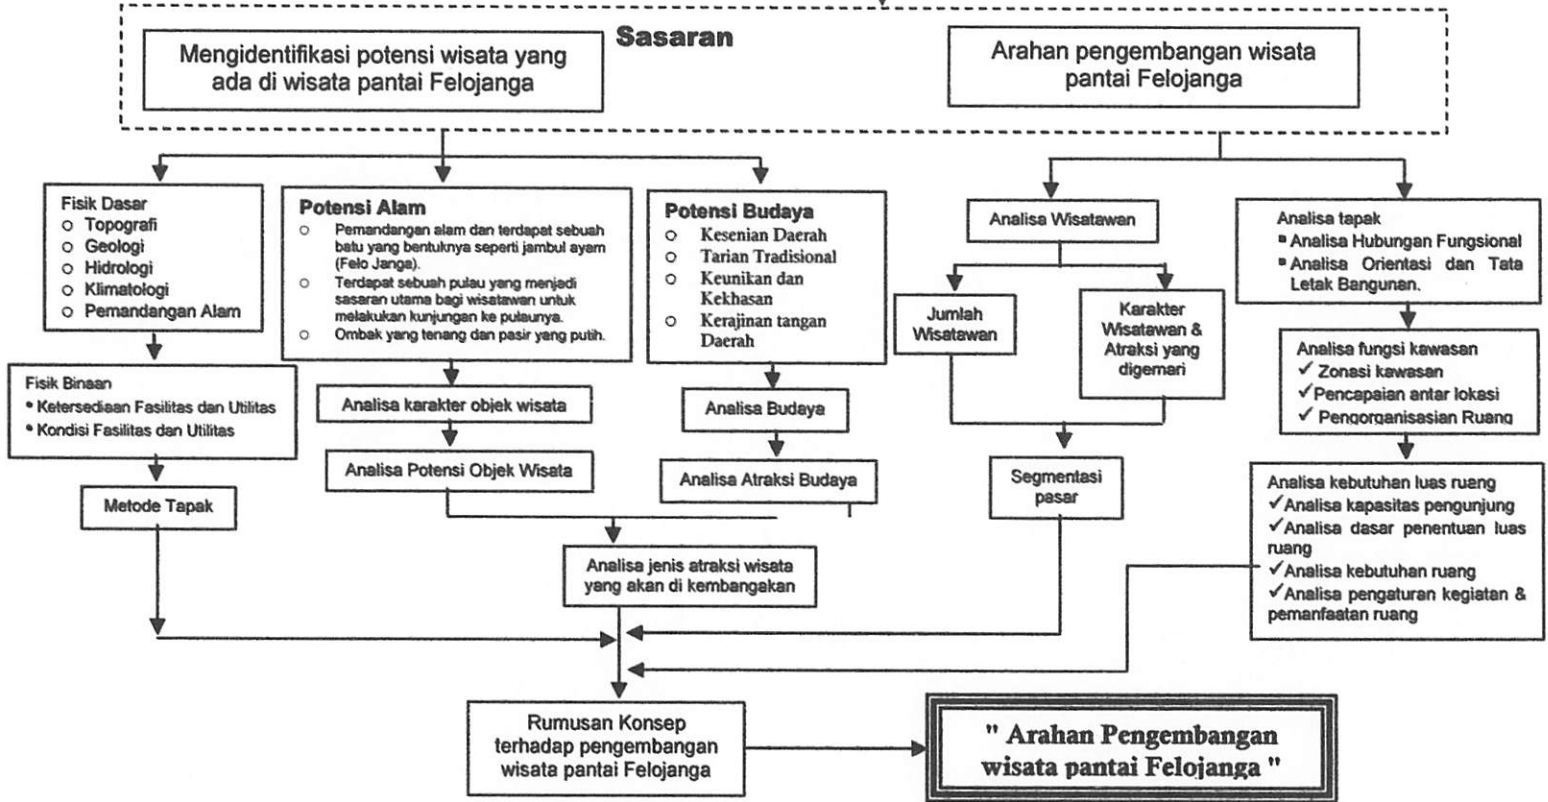 Sasaran
Mengidentifikasi potensi wisata yang
ada di wisata pantai Felojanga
Arahan pengembangan wisata
pantai Felojanga
Fisik Dasar
Topografi
Geologi
Hidrologi
Klimatologi
Pemandangan Alam
Potensi Alam
Pemandangan alam dan terdapat sebuah
batu yang bentuknya seperti jambul ayam
(Felo Janga).
Terdapat sebuah pulau yang menjadi
sasaran utama bagi wisatawan untuk
melakukan kunjungan ke pulaunya.
Ombak yang tenang dan pasir yang putih.
Potensi Budaya
Kesenian Daerah
Tarian Tradisional
Keunikan dan
Kekhasan
Kerajinan tangan
Daerah
Analisa Wisatawan
Analisa tapak
Analisa Hubungan Fungsional
Analisa Orientasi dan Tata
Letak Bangunan.
Jumlah
Wisatawan
Karakter
Wisatawan &
Atraksi yang
digemari
Analisa fungsi kawasan
✓ Zonasi kawasan
✓ Pencapaian antar lokasi
✓ Pengorganisasian Ruang
Fisik Binaan
• Ketersediaan Fasilitas dan Utilitas
• Kondisi Fasilitas dan Utilitas
Analisa karakter objek wisata
Analisa Budaya
Analisa Potensi Objek Wisata
Analisa Atraksi Budaya
Segmentasi
pasar
Metode Tapak
Analisa kebutuhan luas ruang
✓ Analisa kapasitas pengunjung
✓ Analisa dasar penentuan luas
ruang
✓ Analisa kebutuhan ruang
✓ Analisa pengaturan kegiatan &
pemanfaatan ruang
Analisa jenis atraksi wisata
yang akan di kembangakan
Rumusan Konsep
terhadap pengembangan
wisata pantai Felojanga
" Arahan Pengembangan
wisata pantai Felojanga "